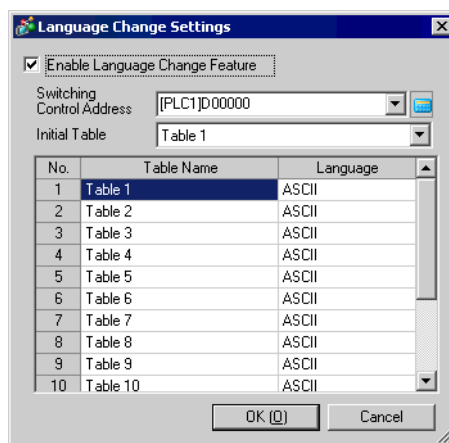 Language Change Settings
Enable Language Change Feature
Switching
Control Address [PLC1]D00000
Initial Table Table 1
No. Table Name Language
1 Table 1 ASCII
2 Table 2 ASCII
3 Table 3 ASCII
4 Table 4 ASCII
5 Table 5 ASCII
6 Table 6 ASCII
7 Table 7 ASCII
8 Table 8 ASCII
9 Table 9 ASCII
10 Table 10 ASCII
OK (O) Cancel